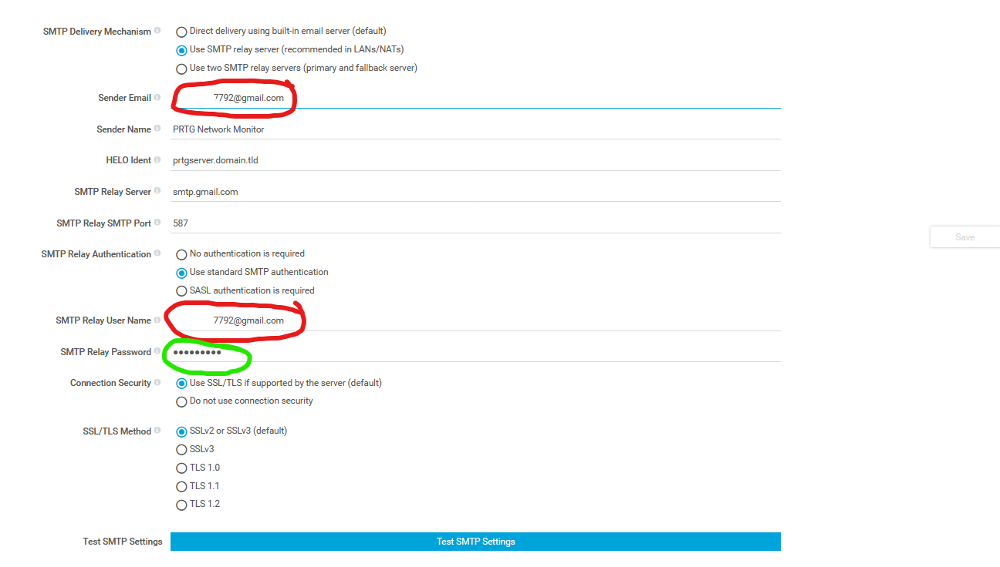 SMTP Delivery Mechanism
Direct delivery using built-in email server (default)
Use SMTP relay server (recommended in LANs/NATs)
Use two SMTP relay servers (primary and fallback server)
Sender Email 7792@gmail.com
Sender Name PRTG Network Monitor
HELO Ident prtgserver.domain.tld
SMTP Relay Server smtp.gmail.com
SMTP Relay SMTP Port 587
Save
SMTP Relay Authentication
No authentication is required
Use standard SMTP authentication
SASL authentication is required
SMTP Relay User Name 7792@gmail.com
SMTP Relay Password •••••••••
Connection Security
Use SSL/TLS if supported by the server (default)
Do not use connection security
SSL/TLS Method
SSLv2 or SSLv3 (default)
SSLv3
TLS 1.0
TLS 1.1
TLS 1.2
Test SMTP Settings Test SMTP Settings